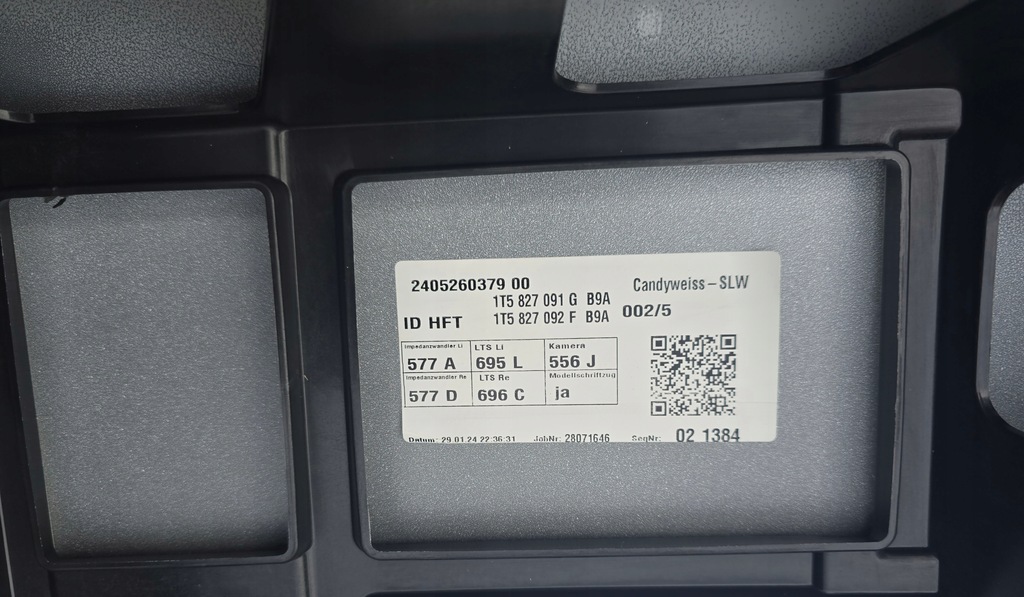 2405260379 00 Candyweiss – SLW
1T5 827 091 G B9A
ID HFT 1T5 827 092 F B9A 002/5
Impedanzwandler Li LTS Li Kamera
577 A 695 L 556 J
Impedanzwandler Re LTS Re Modellschriftzug
577 D 696 C ja
Datum: 29.01.24 22:36:31 JobNr: 28071646 SeqNr: 02 1384